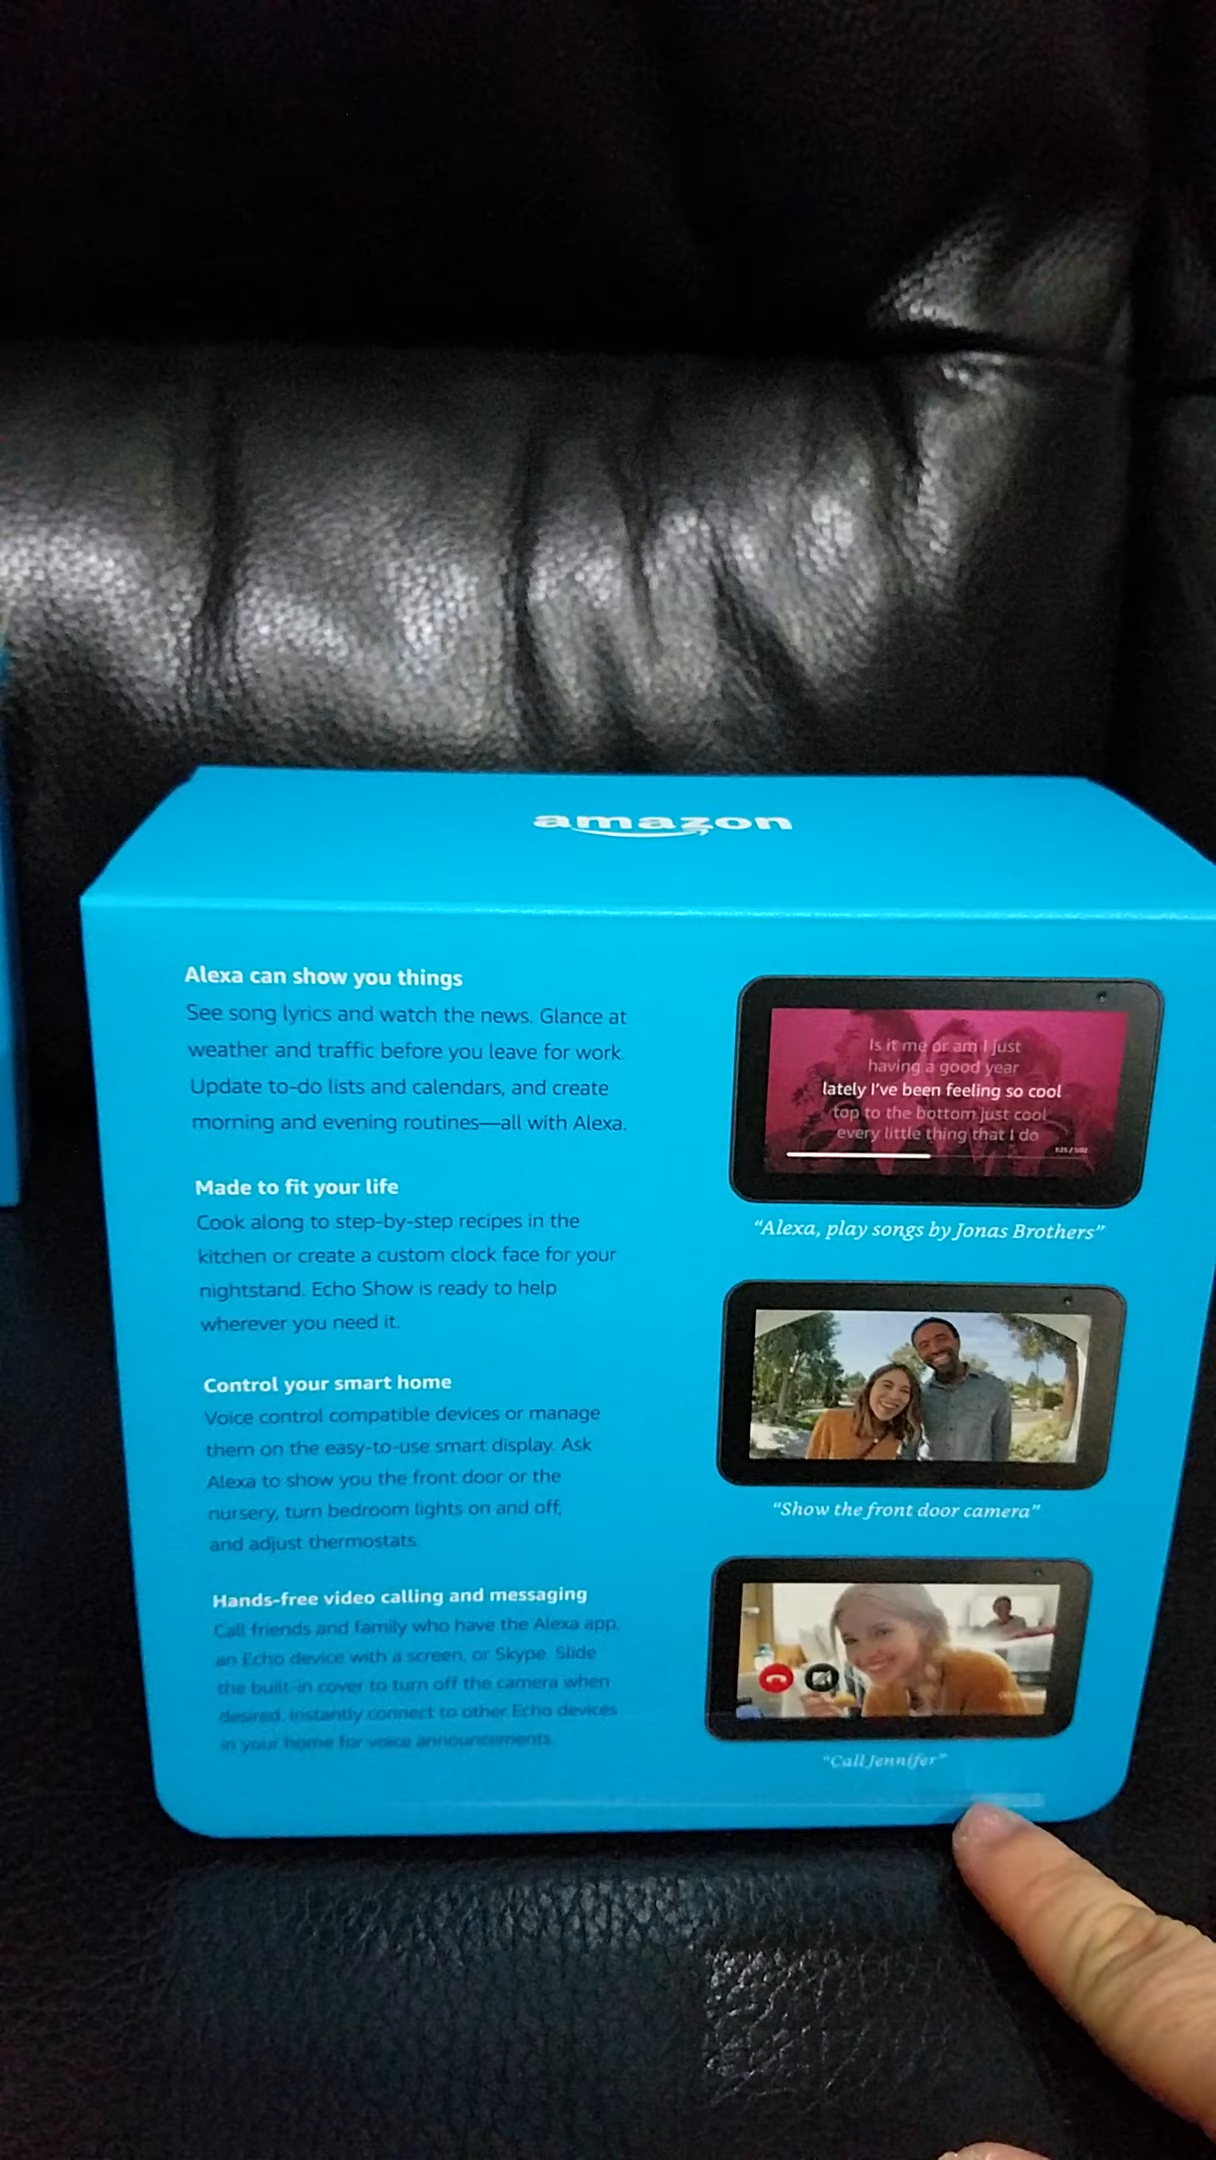 amazon
Alexa can show you things
See song lyrics and watch the news. Glance at
weather and traffic before you leave for work.
Update to-do lists and calendars, and create
morning and evening routines—all with Alexa.
Made to fit your life
Cook along to step-by-step recipes in the
kitchen or create a custom clock face for your
nightstand. Echo Show is ready to help
wherever you need it.
Control your smart home
Voice control compatible devices or manage
them on the easy-to-use smart display. Ask
Alexa to show you the front door or the
nursery, turn bedroom lights on and off,
and adjust thermostats.
Hands-free video calling and messaging
Call friends and family who have the Alexa app,
an Echo device with a screen, or Skype. Slide
the built-in cover to turn off the camera when
desired. Instantly connect to other Echo devices
in your home for voice announcements.
Is it me or am I just
having a good year
lately I've been feeling so cool
top to the bottom just cool
every little thing that I do
“Alexa, play songs by Jonas Brothers”
“Show the front door camera”
“Call Jennifer”